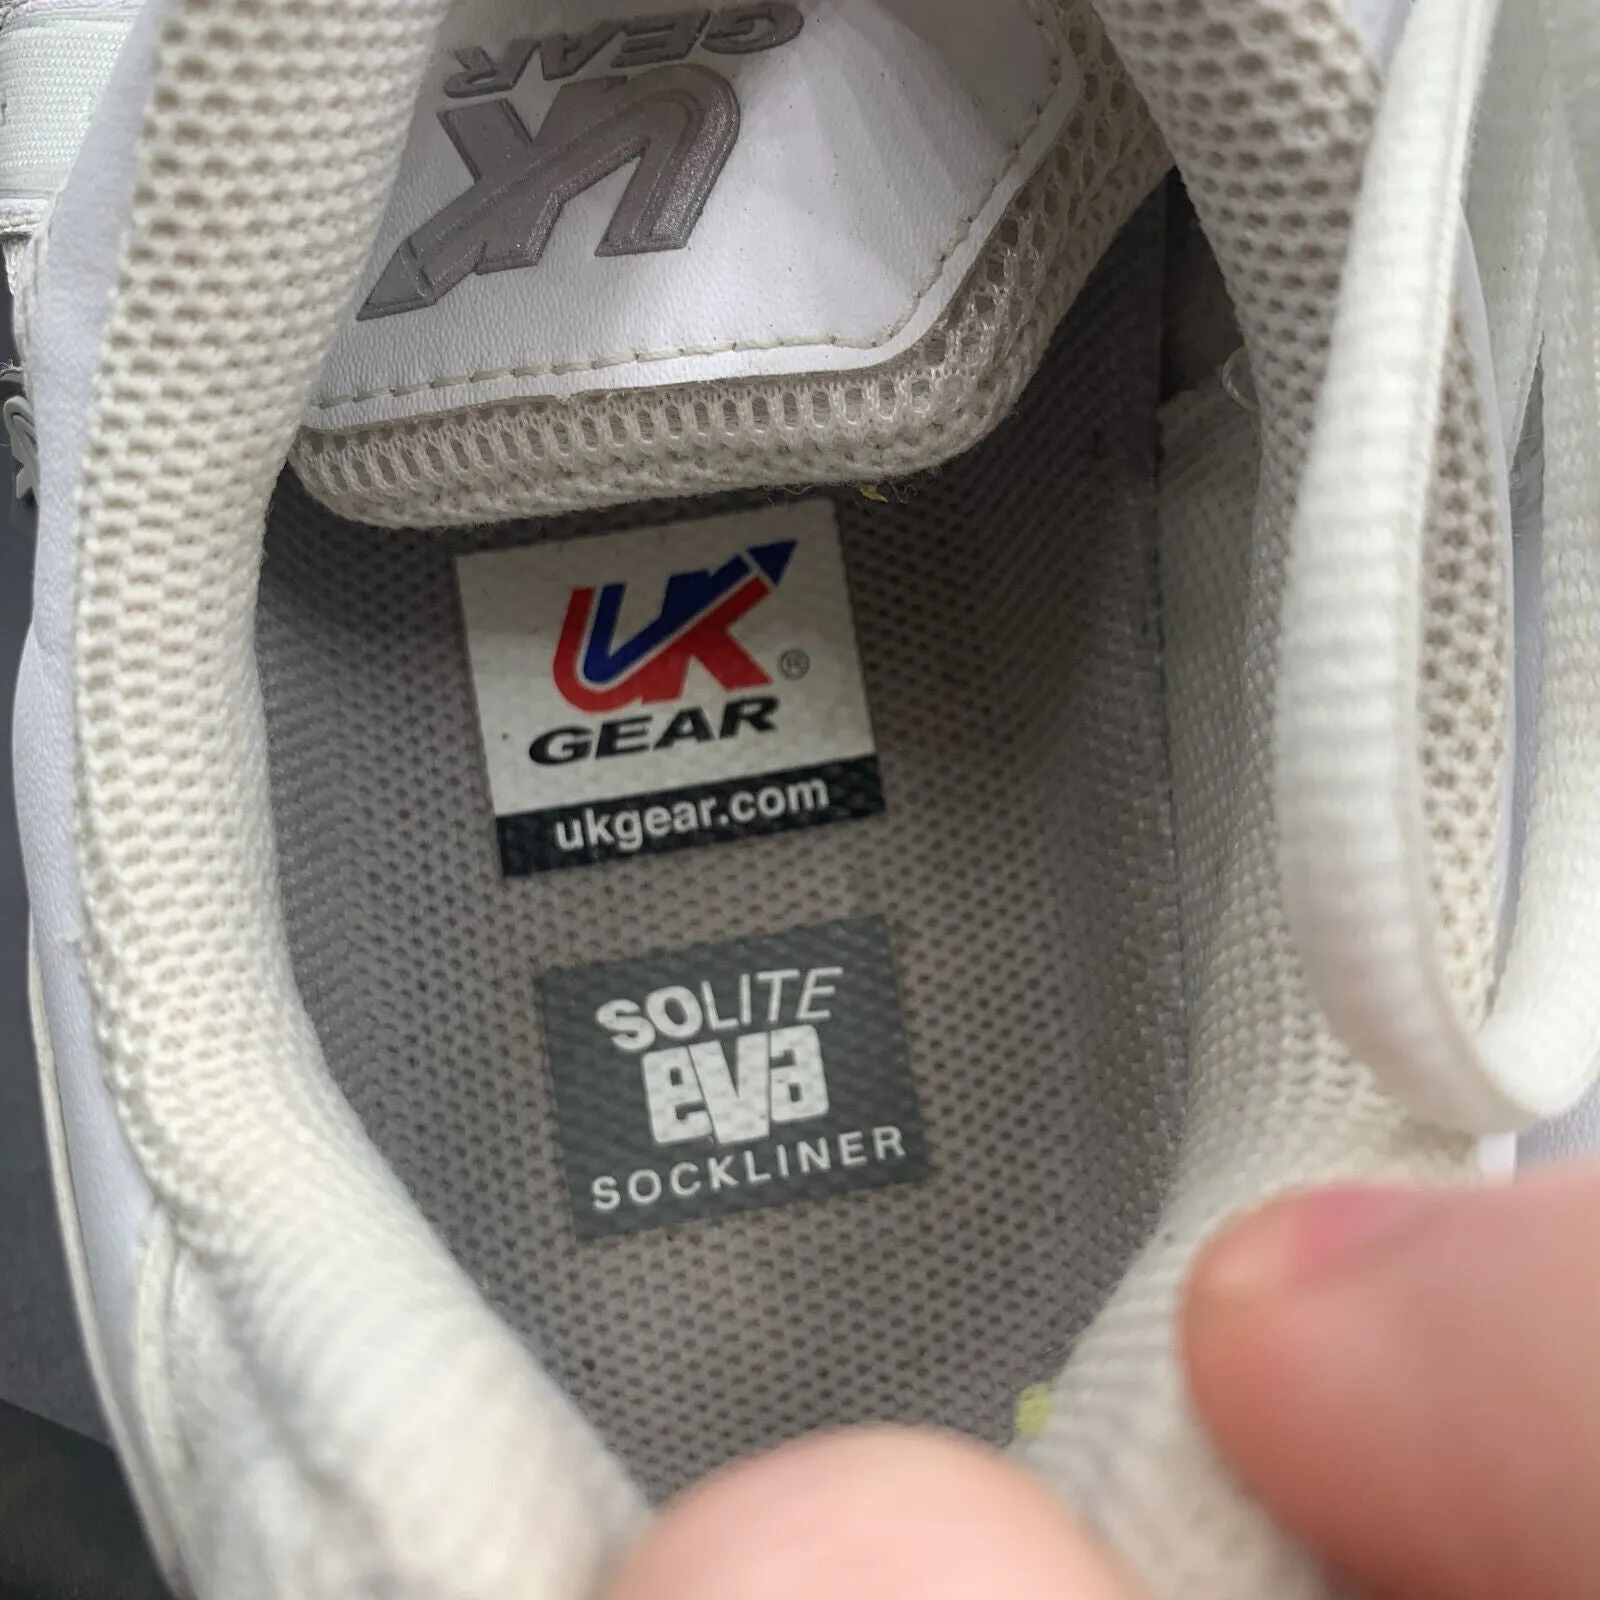 GEAR
UK
UK
®
GEAR
ukgear.com
SOLITE
eva
SOCKLINER